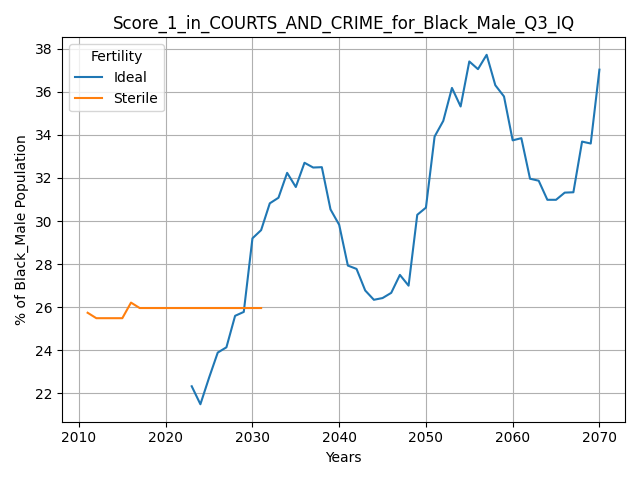 Score_1_in_COURTS_AND_CRIME_for_Black_Male_Q3_IQ
Fertility
Ideal
Sterile
% of Black_Male Population
38
36
34
32
30
28
26
24
22
2010 2020 2030 2040 2050 2060 2070
Years